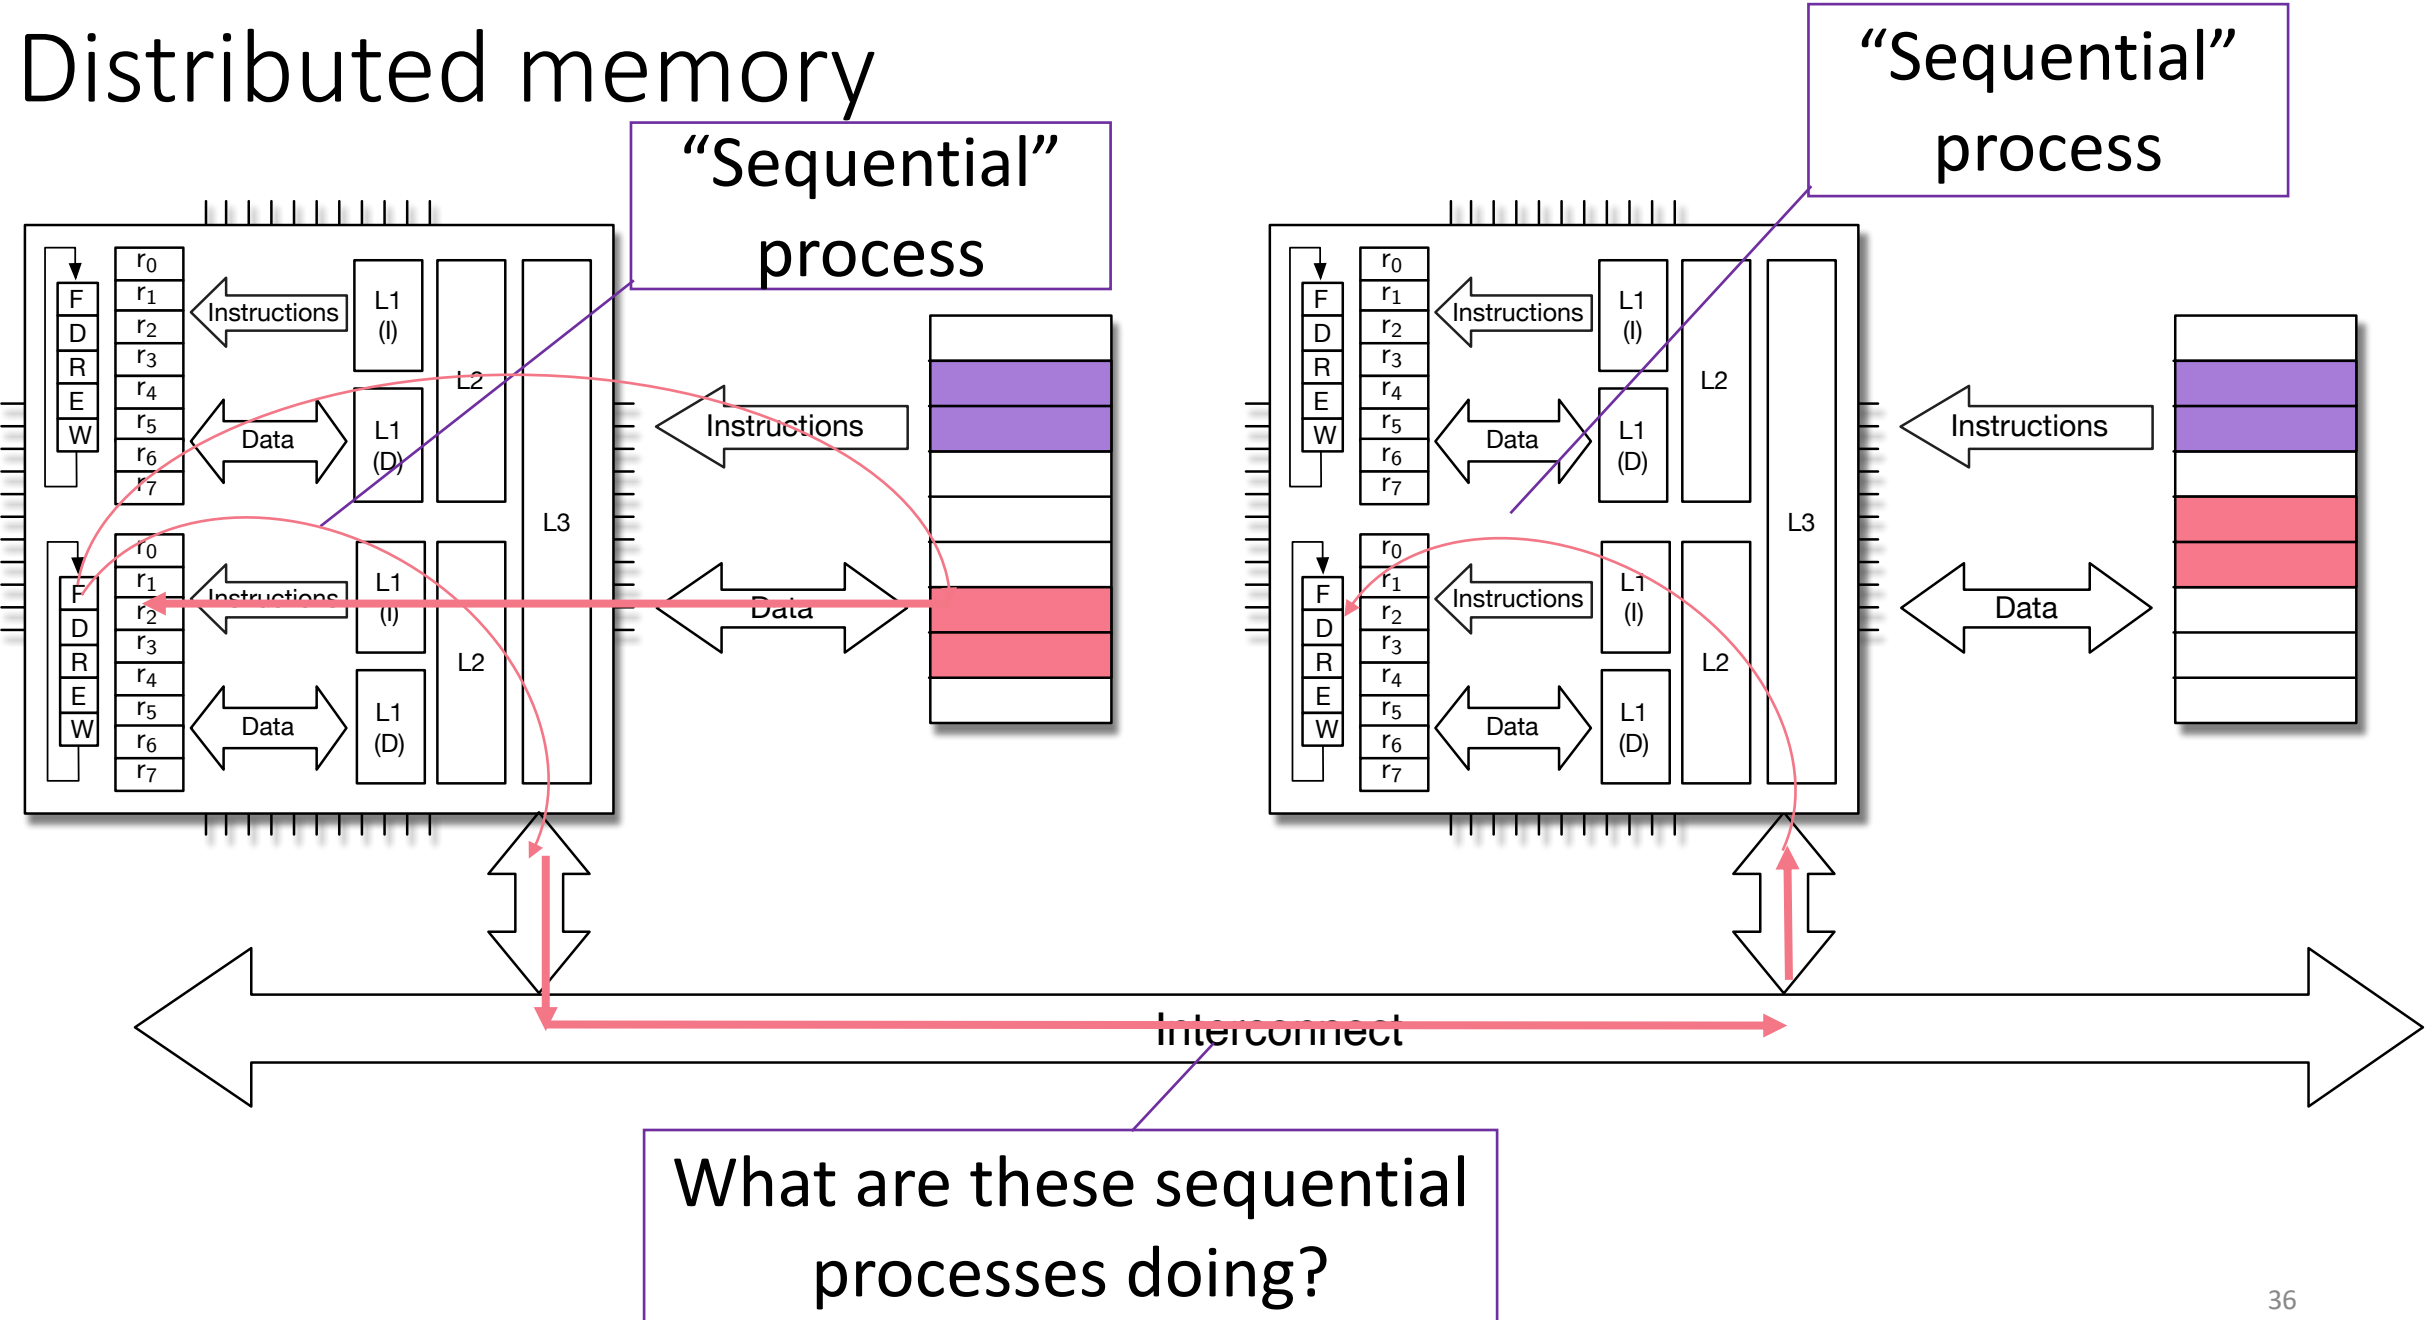 Distributed memory
“Sequential”
process
“Sequential”
process
r0
r1
r2
r3
r4
r5
r6
r7
F
D
R
E
W
Instructions
Data
L1
(I)
L1
(D)
L2
L3
r0
r1
r2
r3
r4
r5
r6
r7
F
D
R
E
W
Instructions
Data
L1
(I)
L1
(D)
L2
Instructions
Data
r0
r1
r2
r3
r4
r5
r6
r7
F
D
R
E
W
Instructions
Data
L1
(I)
L1
(D)
L2
L3
r0
r1
r2
r3
r4
r5
r6
r7
F
D
R
E
W
Instructions
Data
L1
(I)
L1
(D)
L2
Instructions
Data
Interconnect
What are these sequential
processes doing?
36